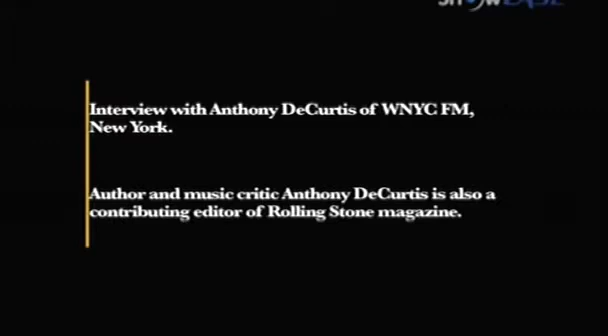 Interview with Anthony DeCurtis of WNYC FM,
New York.
Author and music critic Anthony DeCurtis is also a
contributing editor of Rolling Stone magazine.